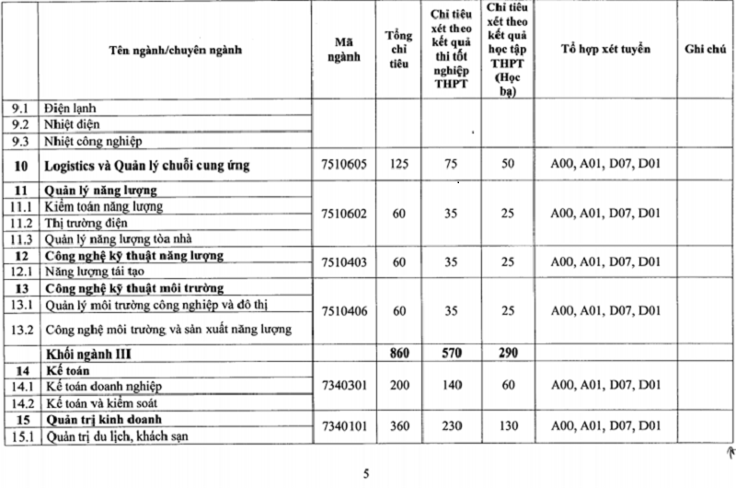 Tên ngành/chuyên ngành | Mã ngành | Tổng chỉ tiêu | Chỉ tiêu xét theo kết quả thi tốt nghiệp THPT | Chỉ tiêu xét theo kết quả học tập THPT (Học bạ) | Tổ hợp xét tuyển | Ghi chú
9.1 Điện lạnh
9.2 Nhiệt điện
9.3 Nhiệt công nghiệp
10 Logistics và Quản lý chuỗi cung ứng 7510605 125 75 50 A00, A01, D07, D01
11 Quản lý năng lượng
11.1 Kiểm toán năng lượng
7510602 60 35 25 A00, A01, D07, D01
11.2 Thị trường điện
11.3 Quản lý năng lượng tòa nhà
12 Công nghệ kỹ thuật năng lượng
7510403 60 35 25 A00, A01, D07, D01
12.1 Năng lượng tái tạo
13 Công nghệ kỹ thuật môi trường
13.1 Quản lý môi trường công nghiệp và đô thị
7510406 60 35 25 A00, A01, D07, D01
13.2 Công nghệ môi trường và sản xuất năng lượng
Khối ngành III 860 570 290
14 Kế toán
14.1 Kế toán doanh nghiệp 7340301 200 140 60 A00, A01, D07, D01
14.2 Kế toán và kiểm soát
15 Quản trị kinh doanh
7340101 360 230 130 A00, A01, D07, D01
15.1 Quản trị du lịch, khách sạn
5